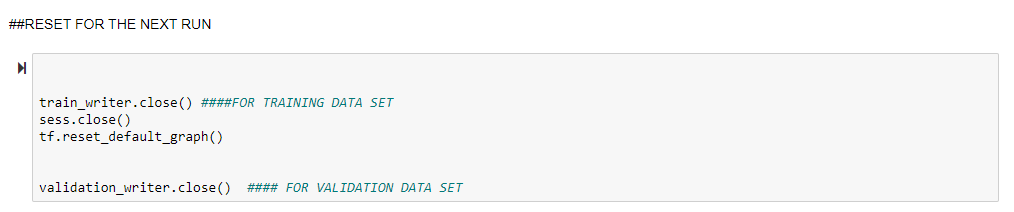 ##RESET FOR THE NEXT RUN
train_writer.close() ####FOR TRAINING DATA SET
sess.close()
tf.reset_default_graph()
validation_writer.close()  #### FOR VALIDATION DATA SET